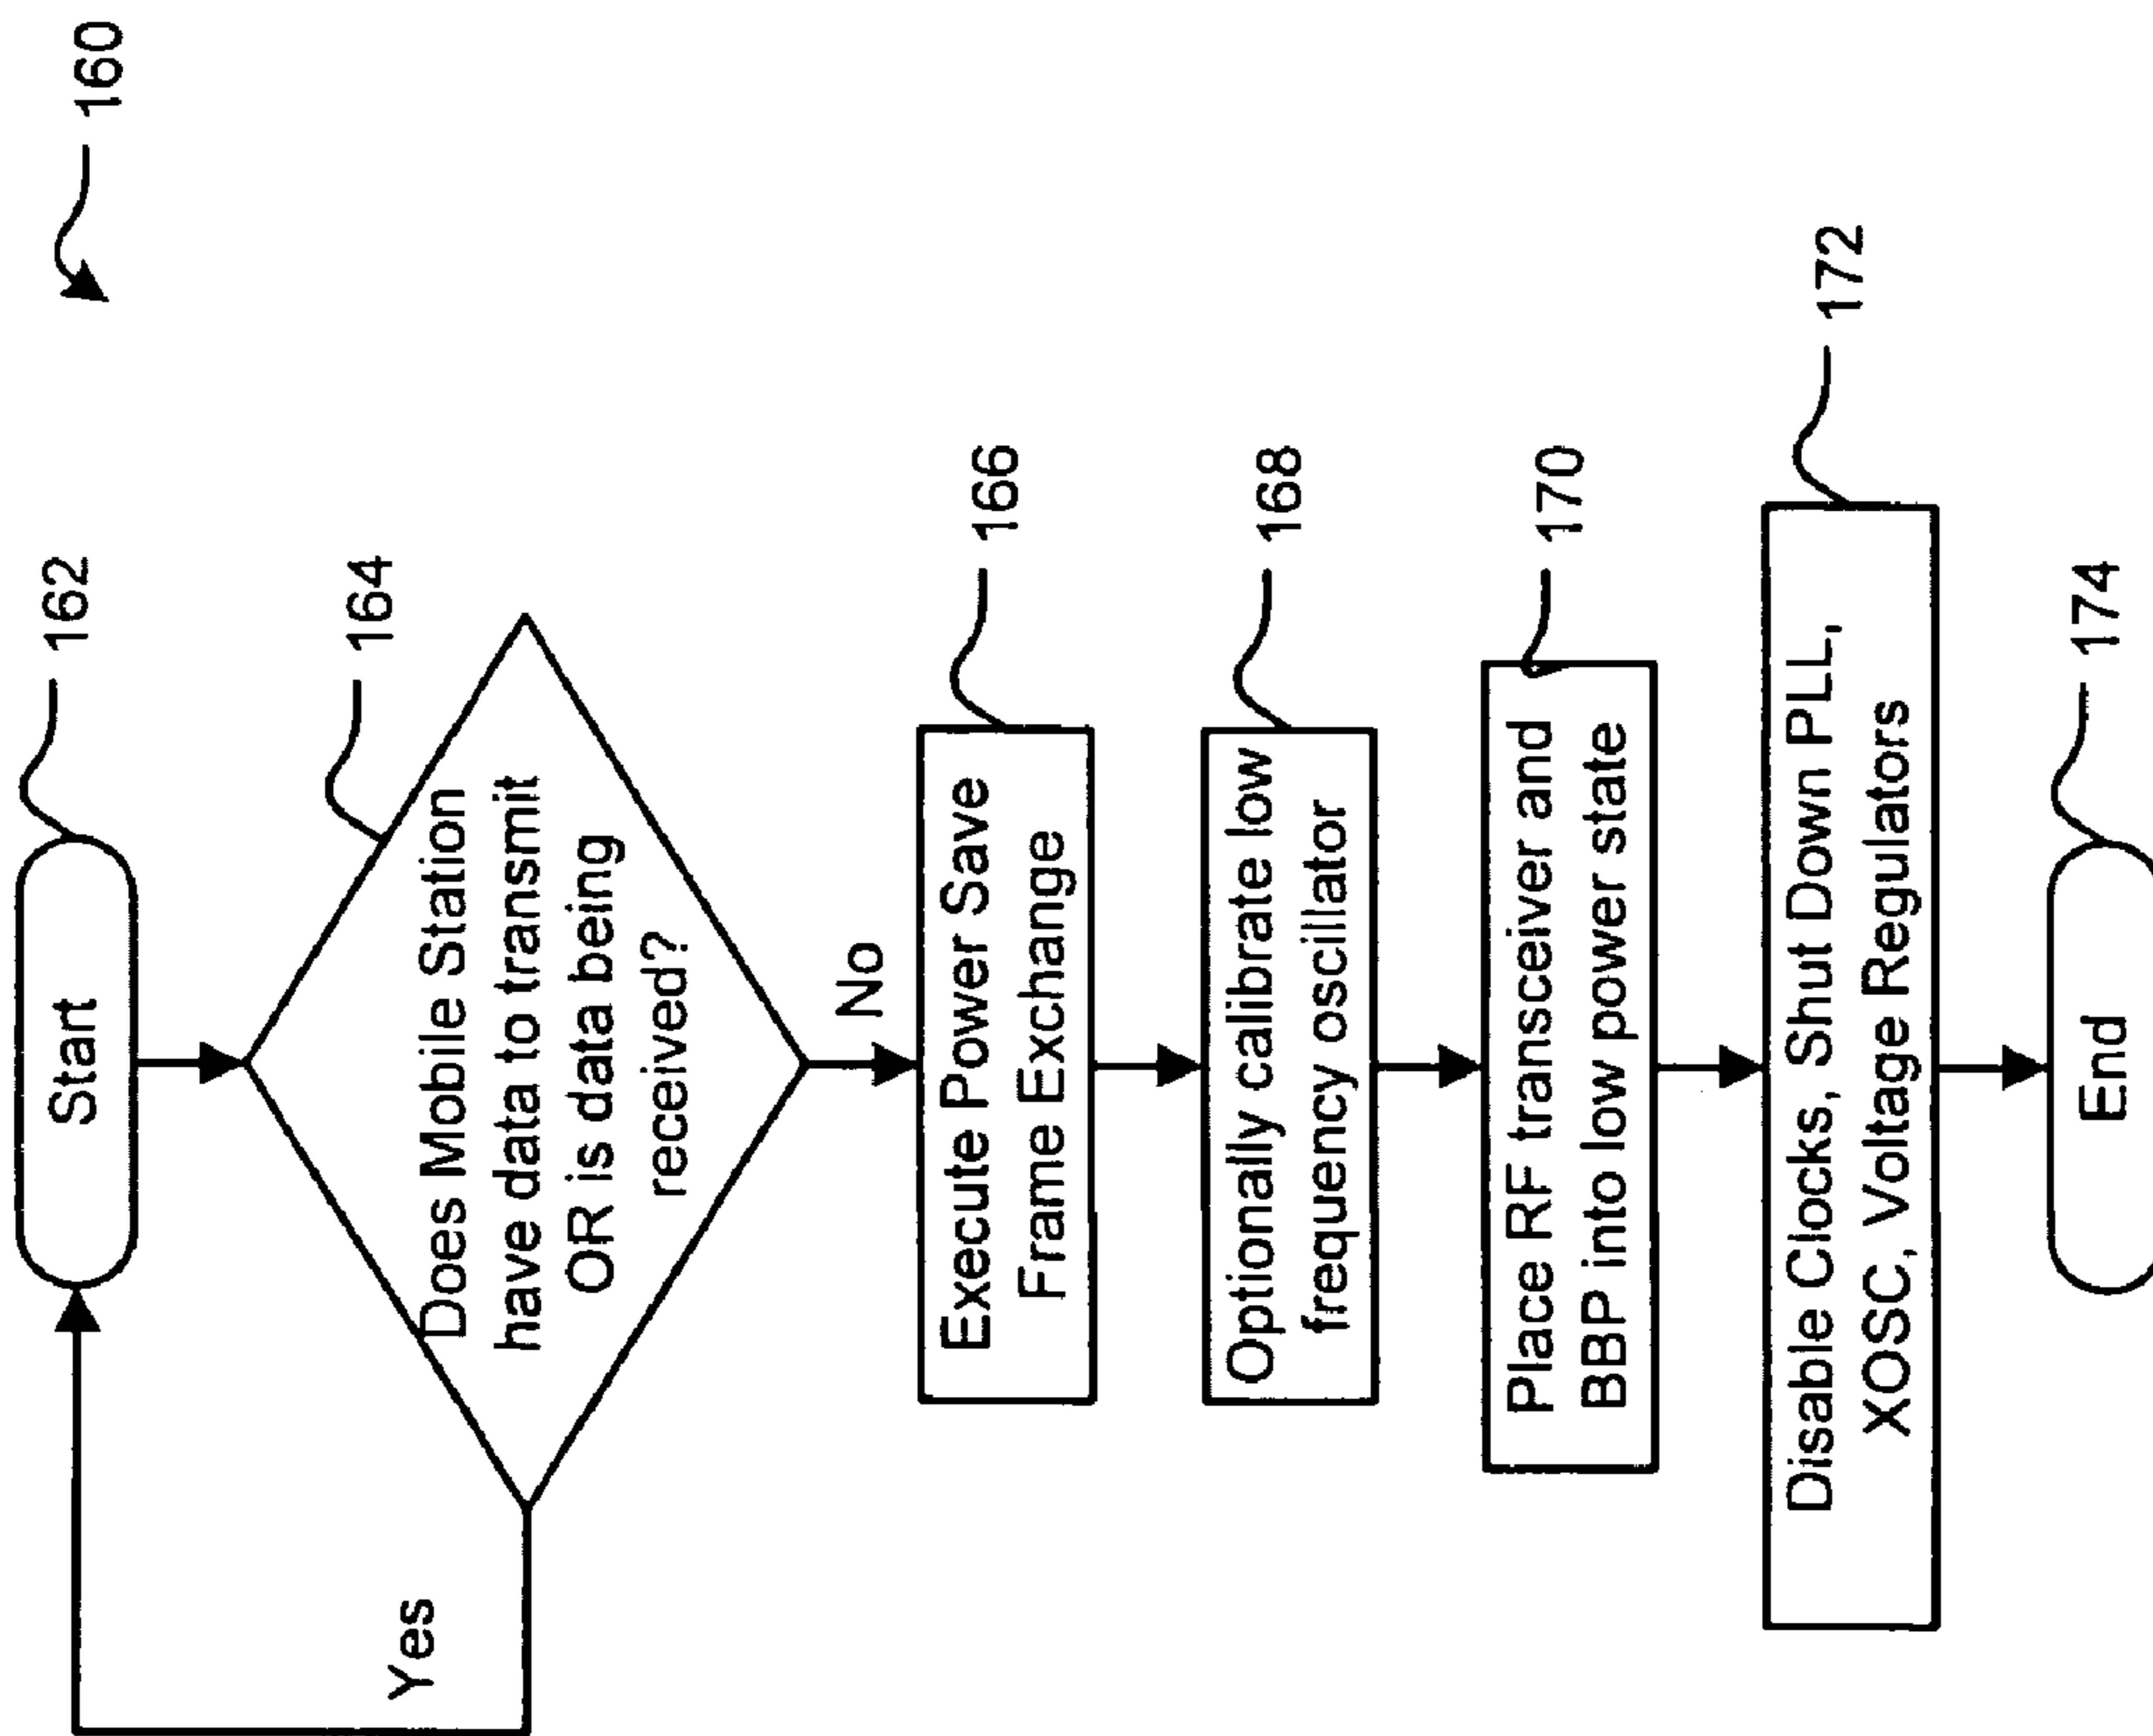 160
Start
162
Does Mobile Station
have data to transmit
OR is data being
received?
164
Yes
No
Execute Power Save
Frame Exchange
166
Optionally calibrate low
frequency oscillator
168
Place RF transceiver and
BBP into low power state
170
Disable Clocks, Shut Down PLL,
XOSC, Voltage Regulators
172
End
174